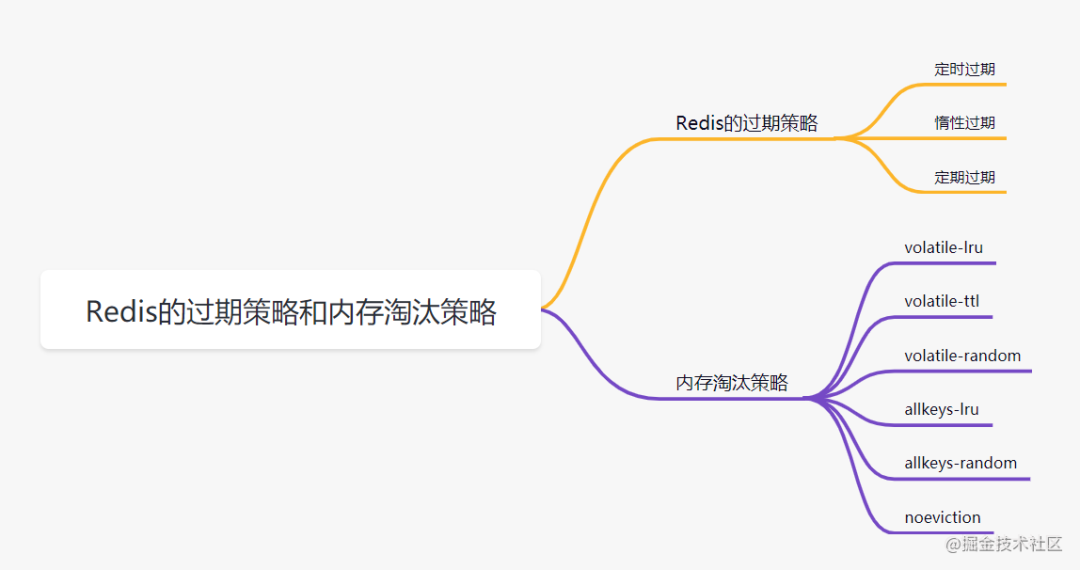 Redis的过期策略和内存淘汰策略
Redis的过期策略
定时过期
惰性过期
定期过期
内存淘汰策略
volatile-lru
volatile-ttl
volatile-random
allkeys-lru
allkeys-random
noeviction
@掘金技术社区